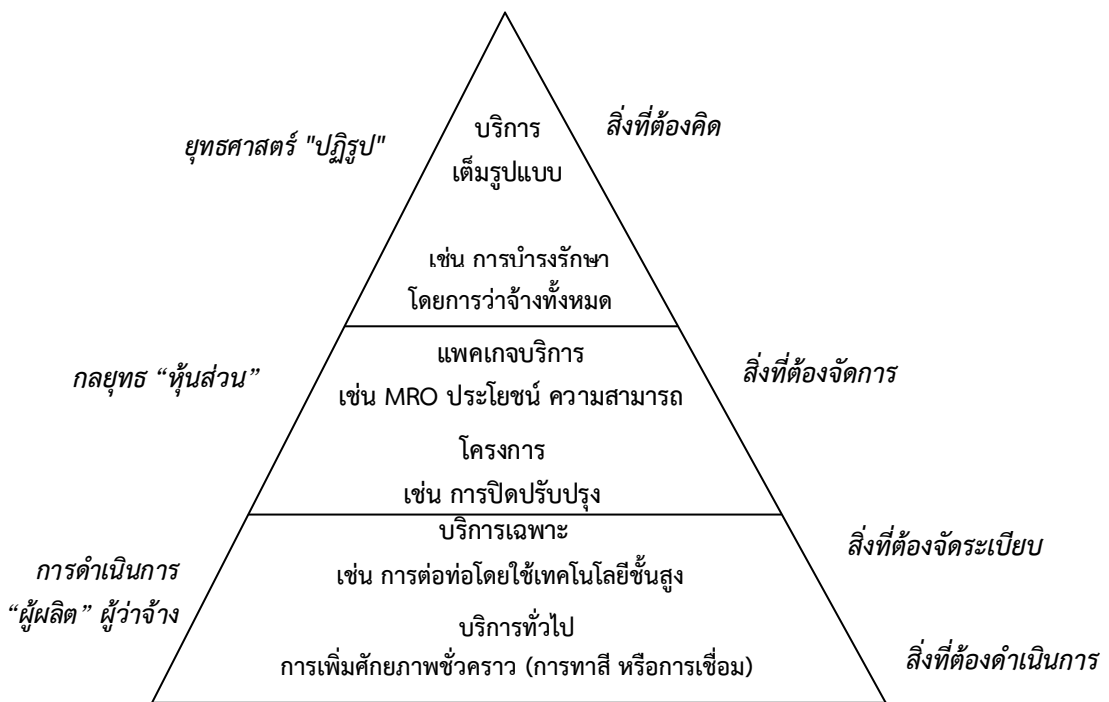 บริการ
เต็มรูปแบบ
สิ่งที่ต้องคิด
ยุทธศาสตร์ "ปฏิรูป"
เช่น การบำรงรักษา
โดยการว่าจ้างทั้งหมด
แพคเกจบริการ
กลยุทธ “หุ้นส่วน”
สิ่งที่ต้องจัดการ
เช่น MRO ประโยชน์ ความสามารถ
โครงการ
เช่น การปิดปรับปรุง
บริการเฉพาะ
สิ่งที่ต้องจัดระเบียบ
การดำเนินการ
“ผู้ผลิต” ผู้ว่าจ้าง
เช่น การต่อท่อโดยใช้เทคโนโลยีชั้นสูง
บริการทั่วไป
การเพิ่มศักยภาพชั่วคราว (การทาสี หรือการเชื่อม)
สิ่งที่ต้องดำเนินการ